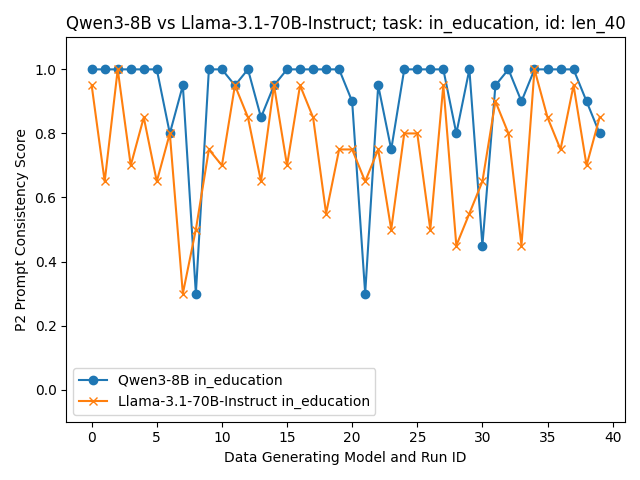 Qwen3-8B vs Llama-3.1-70B-Instruct; task: in_education, id: len_40
P2 Prompt Consistency Score
1.0
0.8
0.6
0.4
0.2
0.0
Qwen3-8B in_education
Llama-3.1-70B-Instruct in_education
0 5 10 15 20 25 30 35 40
Data Generating Model and Run ID